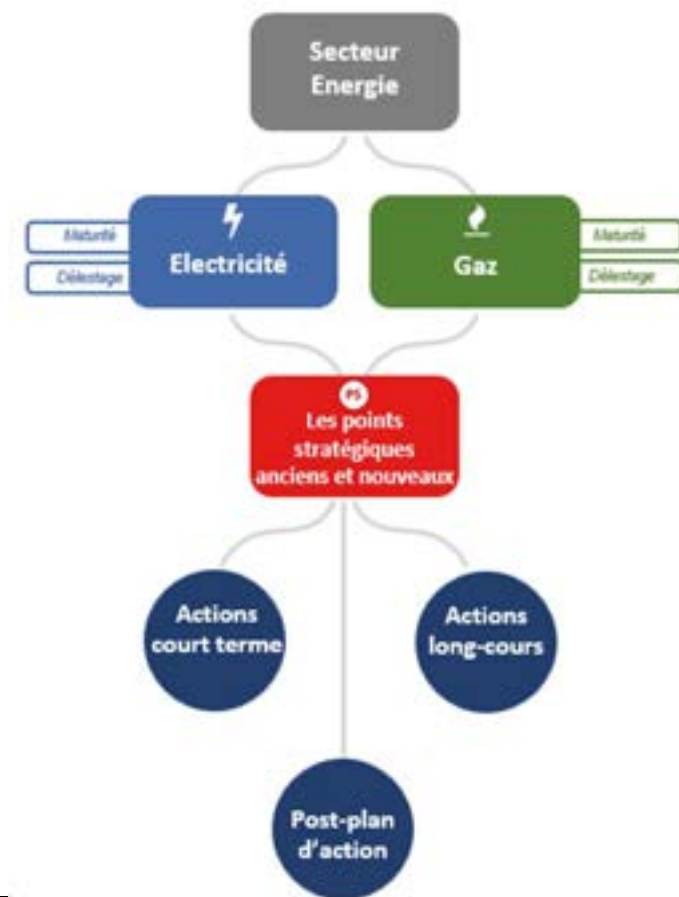 Secteur
Energie
Maturité
Délestage
Electricité
Gaz
Maturité
Délestage
PS
Les points
stratégiques
anciens et nouveaux
Actions
court terme
Actions
long-cours
Post-plan
d'action